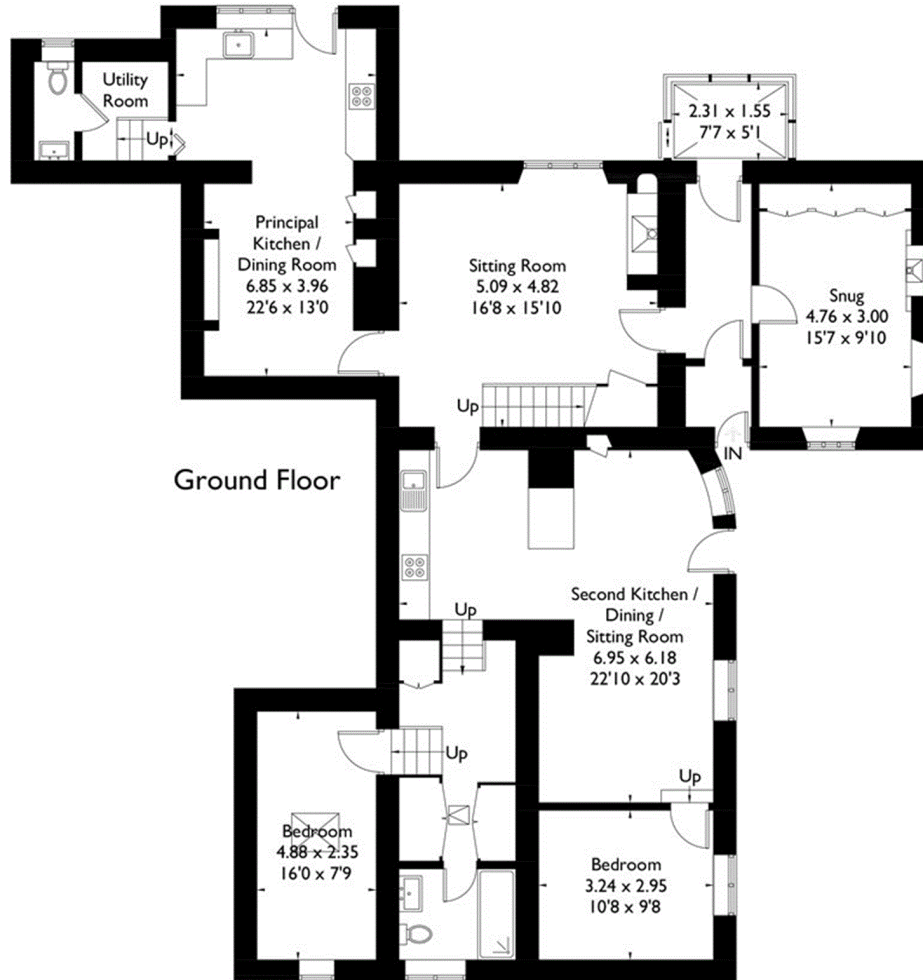 Utility
Room
Up
2.31 x 1.55
7'7 x 5'1
Principal
Kitchen /
Dining Room
6.85 x 3.96
22'6 x 13'0
Sitting Room
5.09 x 4.82
16'8 x 15'10
Snug
4.76 x 3.00
15'7 x 9'10
Up
IN
Ground Floor
Second Kitchen /
Dining /
Sitting Room
6.95 x 6.18
22'10 x 20'3
Up
Up
Up
Bedroom
4.88 x 2.35
16'0 x 7'9
Bedroom
3.24 x 2.95
10'8 x 9'8